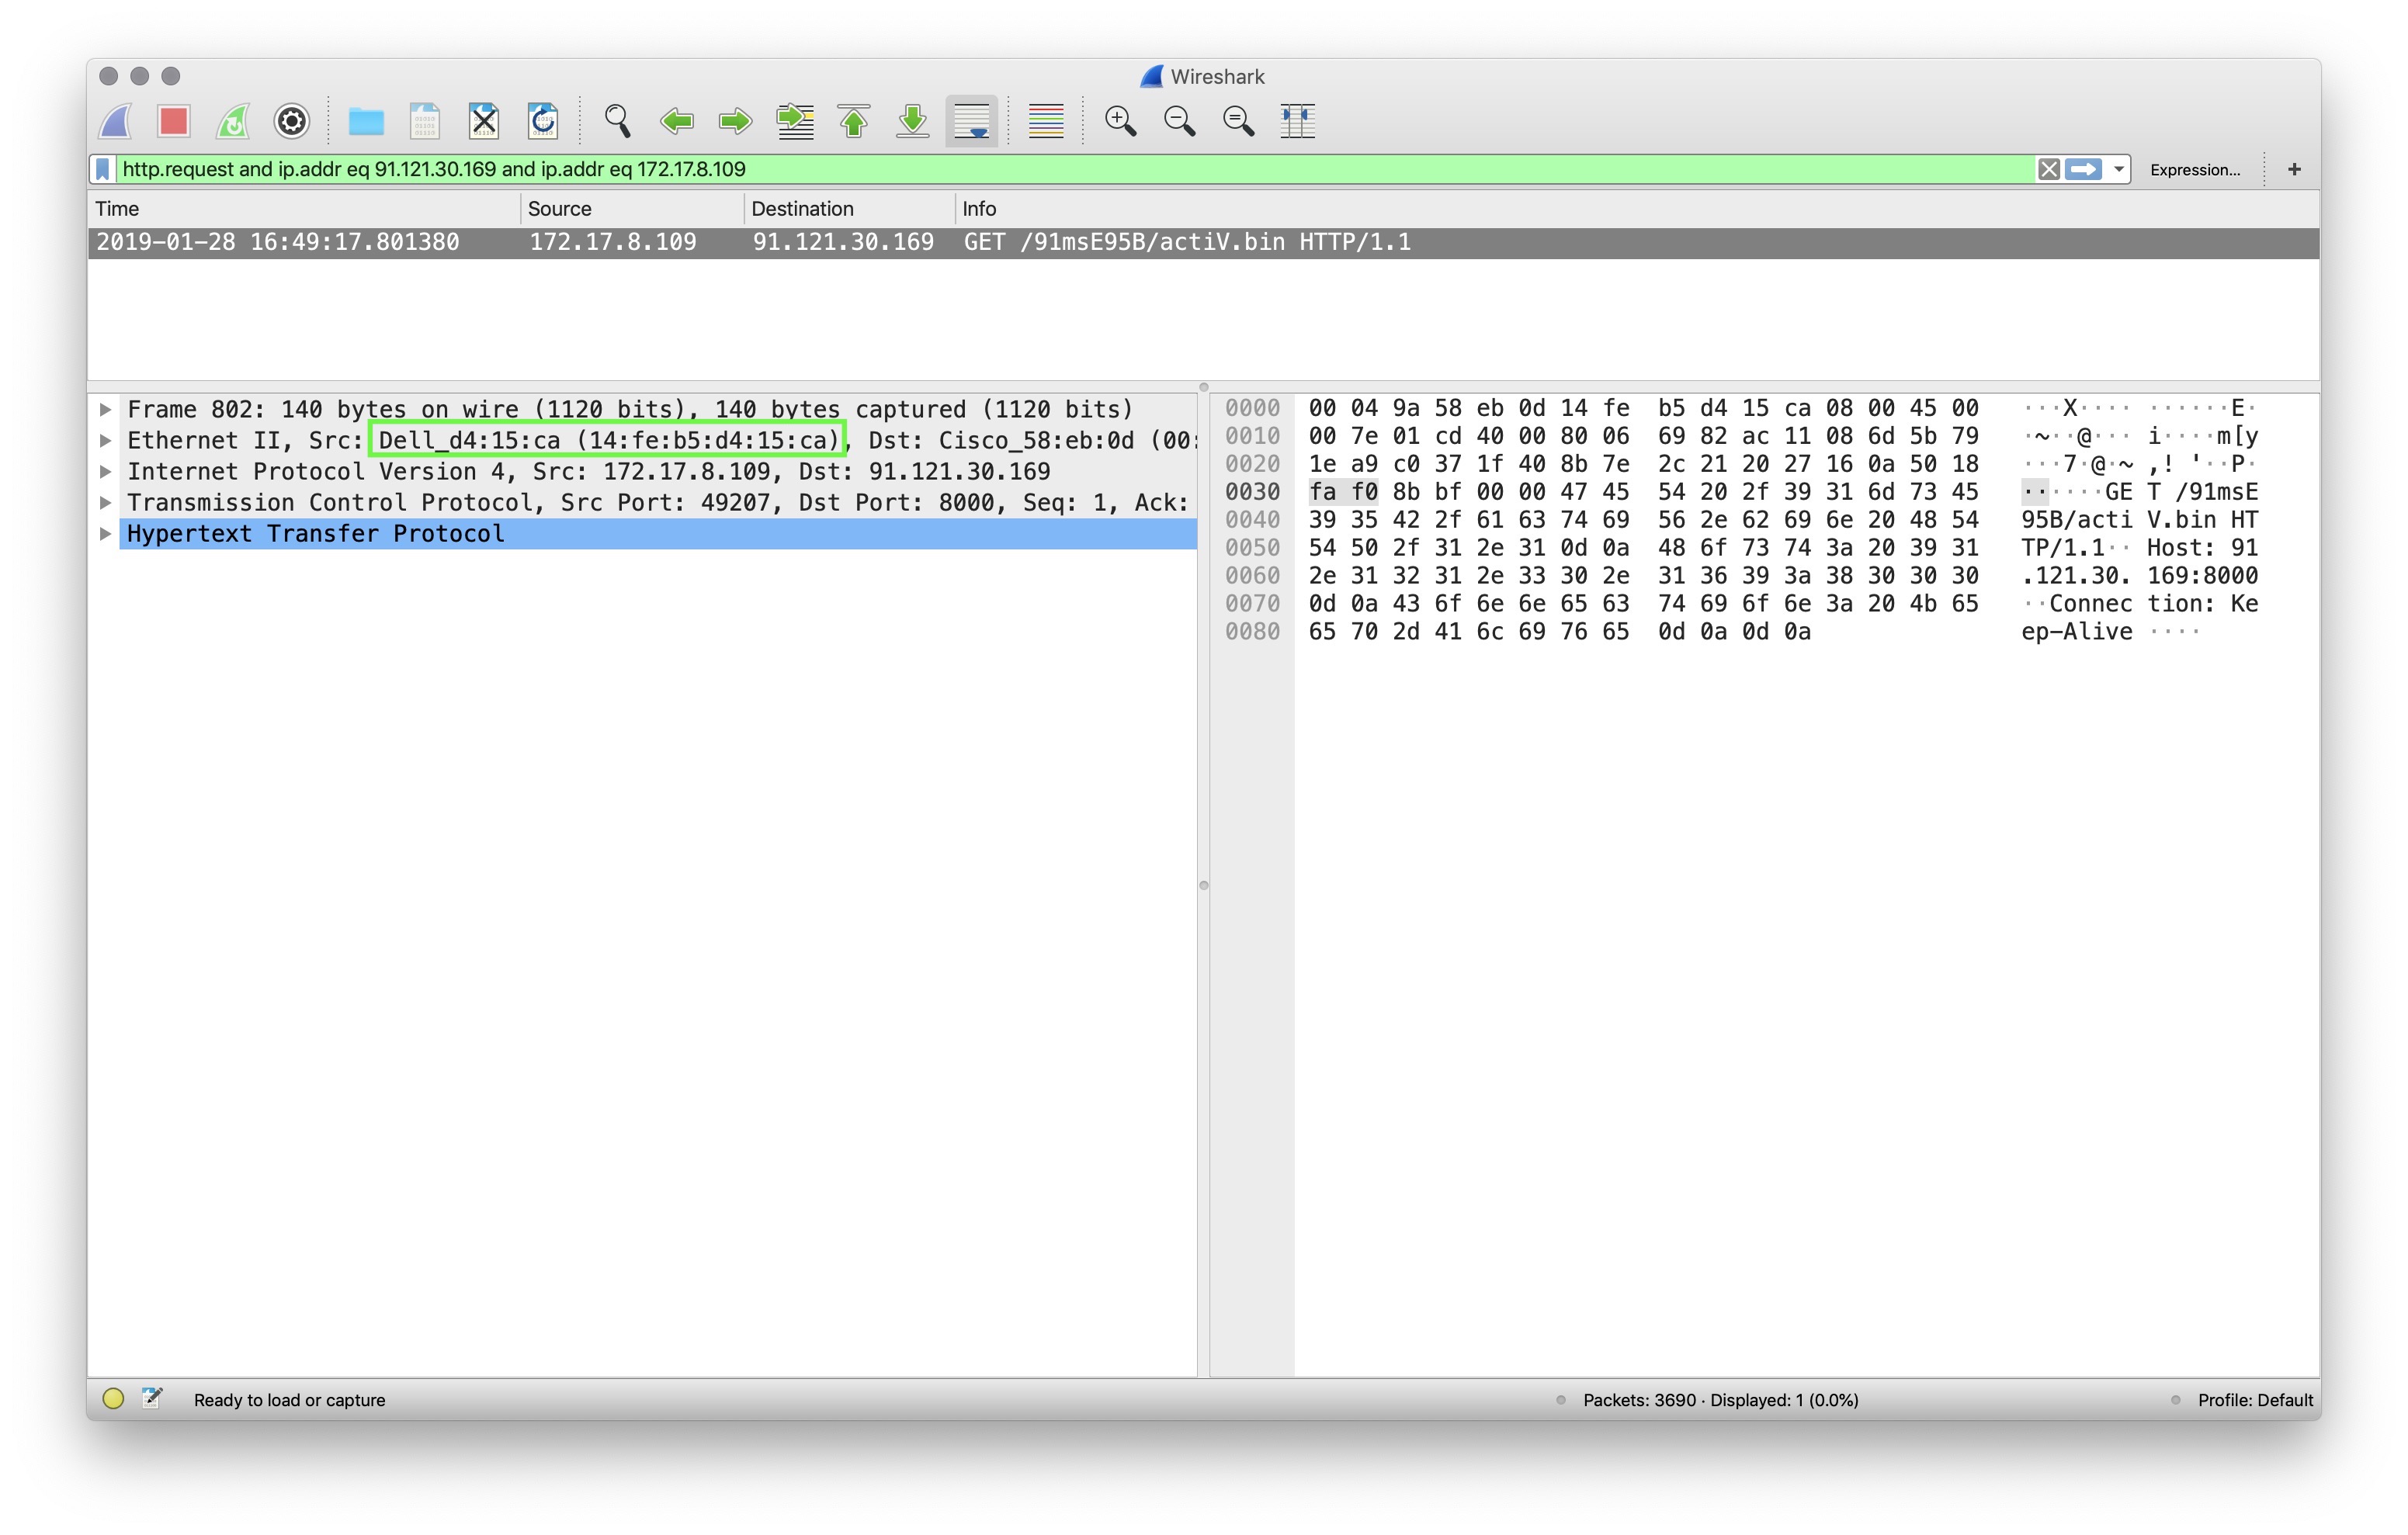 Wireshark
http.request and ip.addr eq 91.121.30.169 and ip.addr eq 172.17.8.109
Expression...
+
Time Source Destination Info
2019-01-28 16:49:17.801380 172.17.8.109 91.121.30.169 GET /91msE95B/actiV.bin HTTP/1.1
Frame 802: 140 bytes on wire (1120 bits), 140 bytes captured (1120 bits)
Ethernet II, Src: Dell_d4:15:ca (14:fe:b5:d4:15:ca), Dst: Cisco_58:eb:0d (00:
Internet Protocol Version 4, Src: 172.17.8.109, Dst: 91.121.30.169
Transmission Control Protocol, Src Port: 49207, Dst Port: 8000, Seq: 1, Ack:
Hypertext Transfer Protocol
0000 00 04 9a 58 eb 0d 14 fe b5 d4 15 ca 08 00 45 00 ···X···· ······E·
0010 00 7e 01 cd 40 00 80 06 69 82 ac 11 08 6d 5b 79 ·~··@··· i····m[y
0020 1e a9 c0 37 1f 40 8b 7e 2c 21 20 27 16 0a 50 18 ···7·@·~ ,! '··P·
0030 fa f0 8b bf 00 00 47 45 54 20 2f 39 31 6d 73 45 ······GE T /91msE
0040 39 35 42 2f 61 63 74 69 56 2e 62 69 6e 20 48 54 95B/acti V.bin HT
0050 54 50 2f 31 2e 31 0d 0a 48 6f 73 74 3a 20 39 31 TP/1.1·· Host: 91
0060 2e 31 32 31 2e 33 30 2e 31 36 39 3a 38 30 30 30 .121.30. 169:8000
0070 0d 0a 43 6f 6e 6e 65 63 74 69 6f 6e 3a 20 4b 65 ··Connec tion: Ke
0080 65 70 2d 41 6c 69 76 65 0d 0a 0d 0a ep-Alive ····
Ready to load or capture
Packets: 3690 · Displayed: 1 (0.0%)
Profile: Default